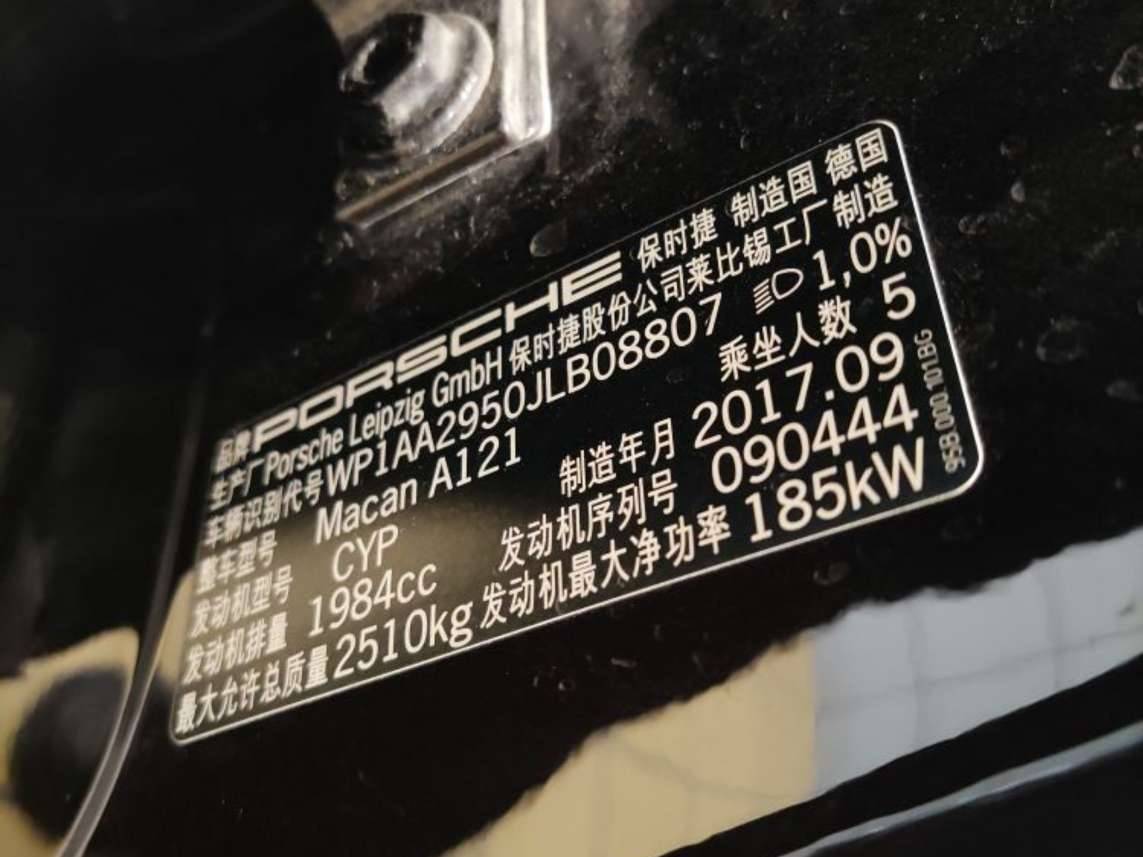 品牌 PORSCHE 保时捷 制造国 德国
生产厂 Porsche Leipzig GmbH 保时捷股份公司莱比锡工厂制造
车辆识别代号 WP1AA2950JLB08807 1,0%
整车型号 Macan A121 乘坐人数 5
发动机型号 CYP 制造年月 2017.09
发动机排量 1984cc 发动机序列号 090444
最大允许总质量 2510kg 发动机最大净功率 185kW
95B.000.101.BG